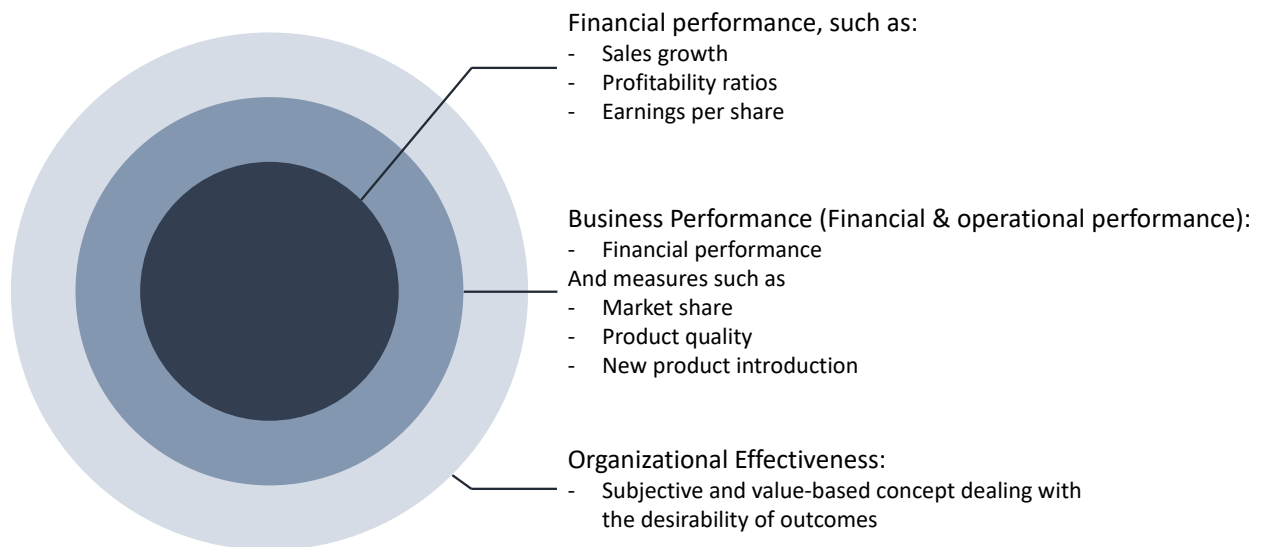 Financial performance, such as:
- Sales growth
- Profitability ratios
- Earnings per share
Business Performance (Financial & operational performance):
- Financial performance
And measures such as
- Market share
- Product quality
- New product introduction
Organizational Effectiveness:
- Subjective and value-based concept dealing with
the desirability of outcomes